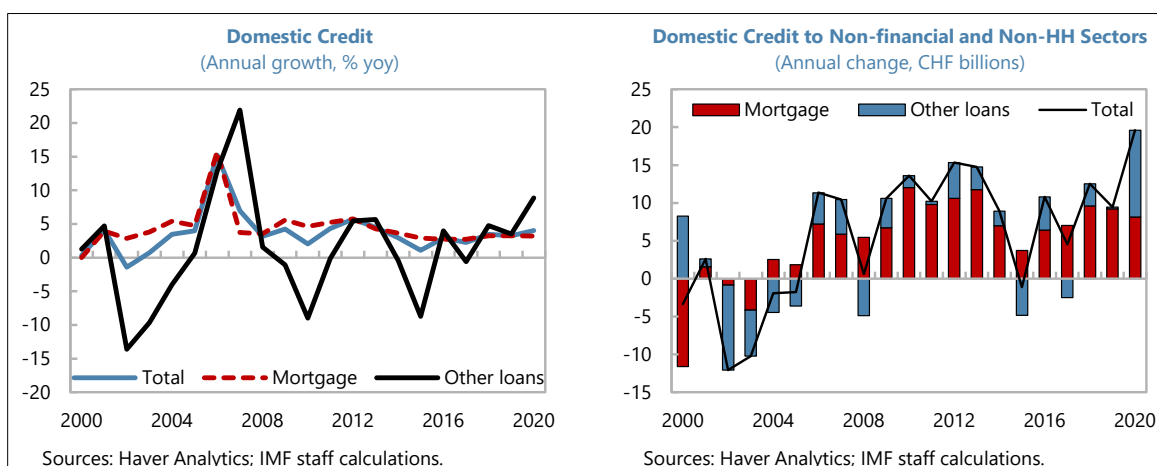 Domestic Credit
(Annual growth, % yoy)
25
20
15
10
5
0
-5
-10
-15
-20
Total
Mortgage
Other loans
2000
2004
2008
2012
2016
2020
Sources: Haver Analytics; IMF staff calculations.
Domestic Credit to Non-financial and Non-HH Sectors
(Annual change, CHF billions)
25
20
15
10
5
0
-5
-10
-15
Mortgage
Other loans
Total
2000
2004
2008
2012
2016
2020
Sources: Haver Analytics; IMF staff calculations.